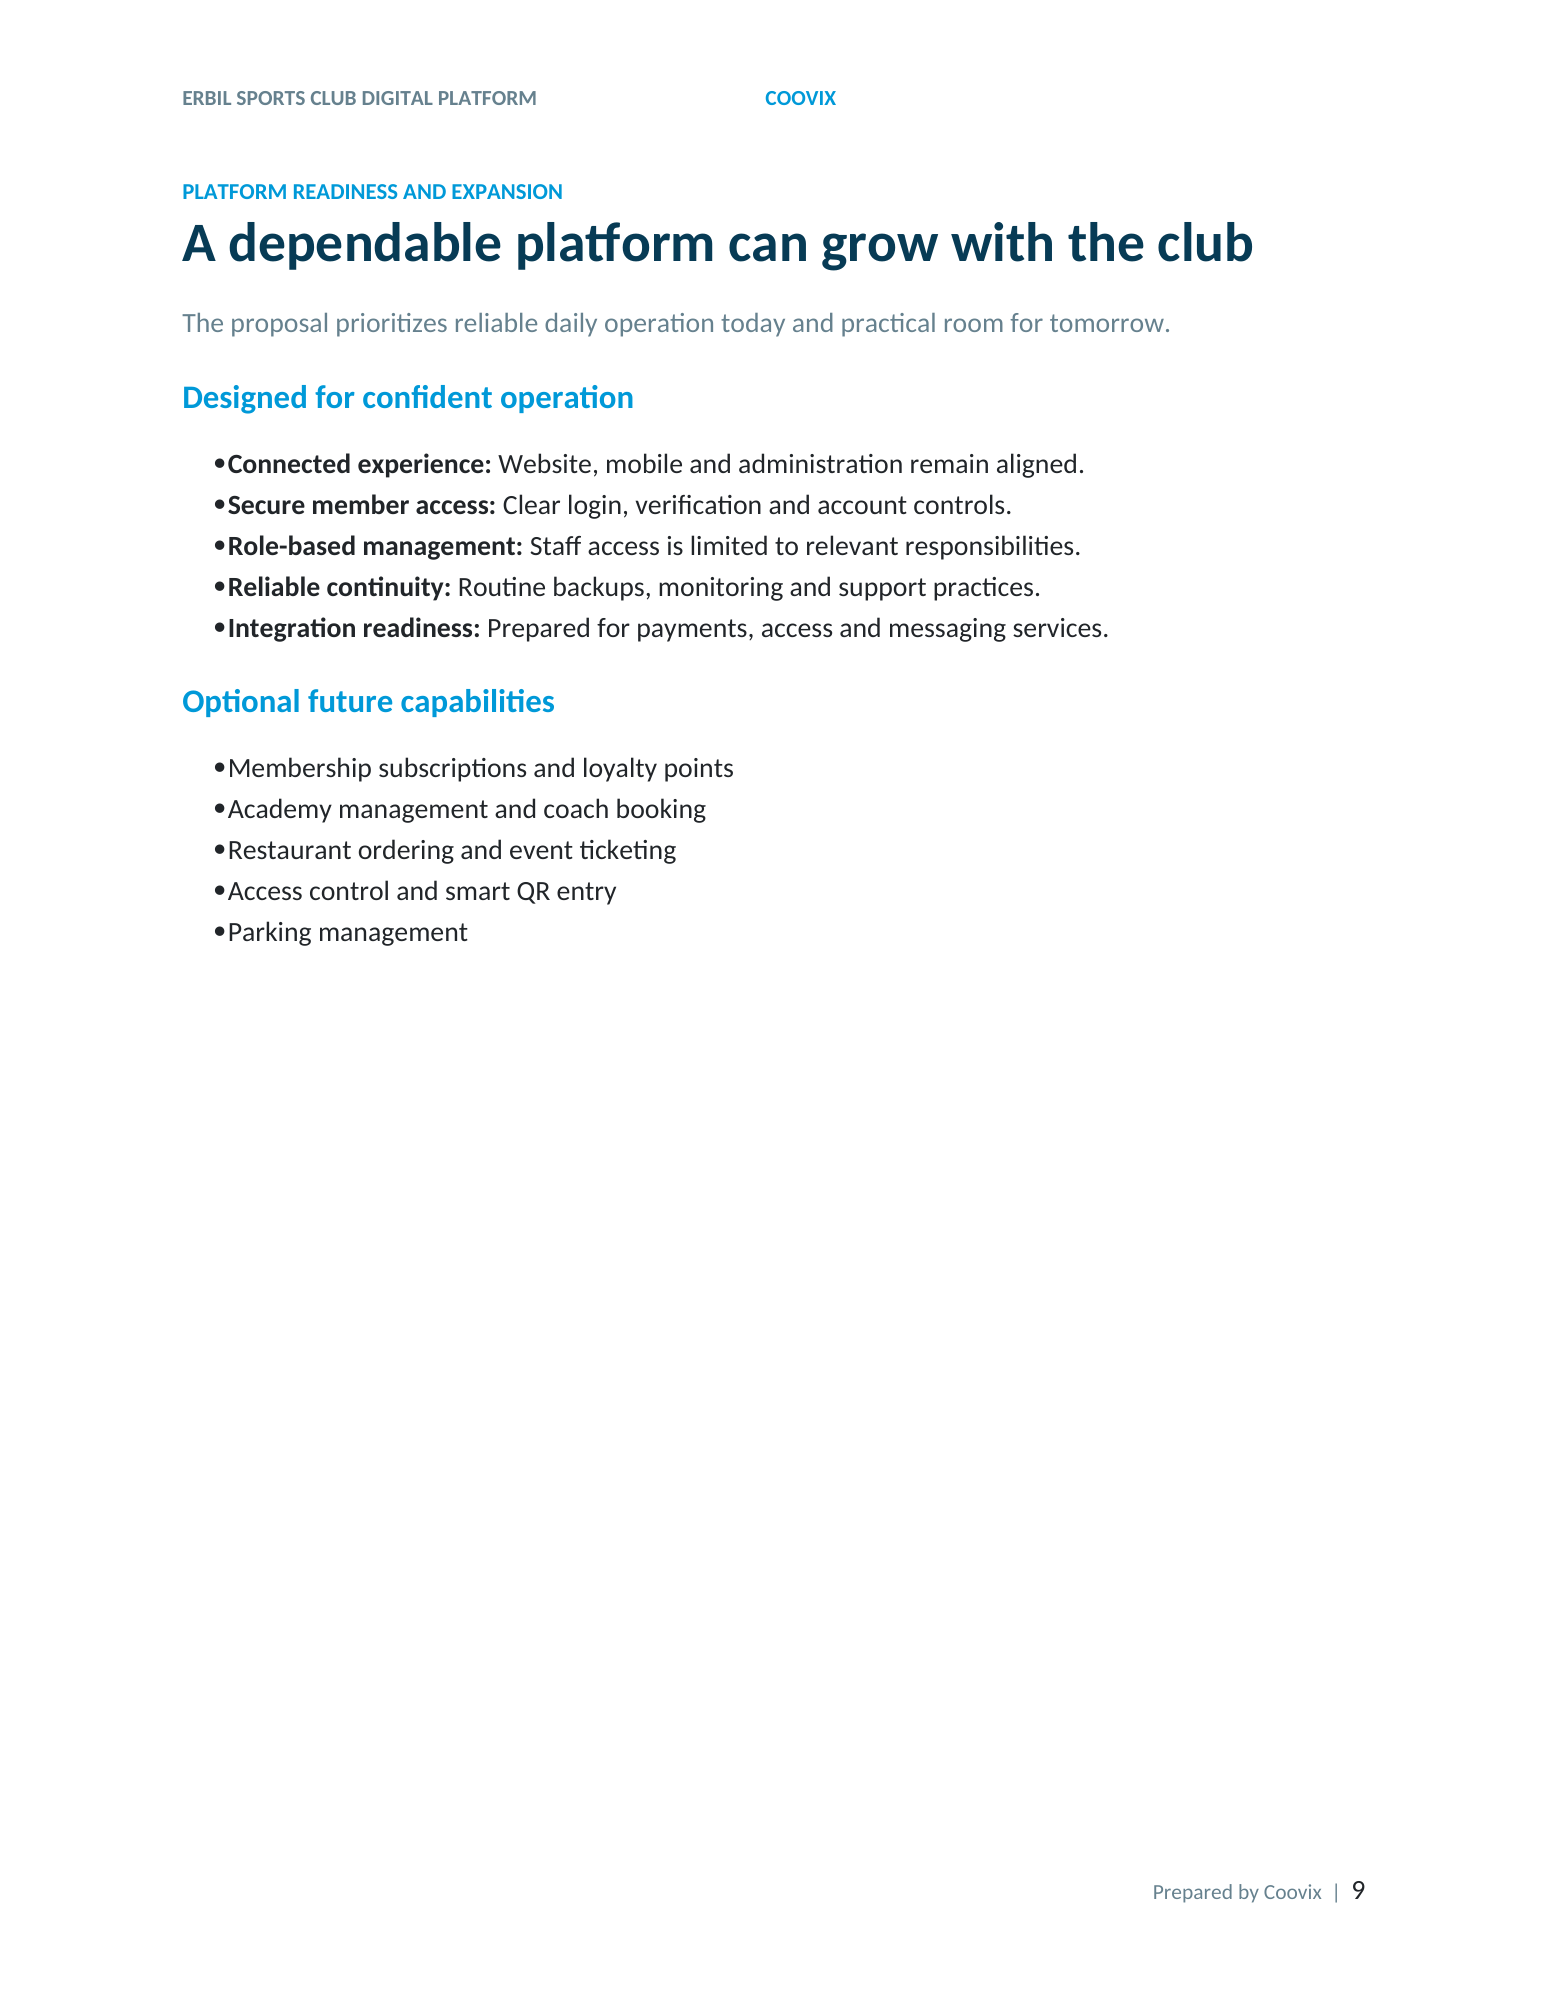 ERBIL SPORTS CLUB DIGITAL PLATFORM COOVIX
PLATFORM READINESS AND EXPANSION
A dependable platform can grow with the club
The proposal prioritizes reliable daily operation today and practical room for tomorrow.
Designed for confident operation
•Connected experience: Website, mobile and administration remain aligned.
•Secure member access: Clear login, verification and account controls.
•Role-based management: Staff access is limited to relevant responsibilities.
•Reliable continuity: Routine backups, monitoring and support practices.
•Integration readiness: Prepared for payments, access and messaging services.
Optional future capabilities
•Membership subscriptions and loyalty points
•Academy management and coach booking
•Restaurant ordering and event ticketing
•Access control and smart QR entry
•Parking management
Prepared by Coovix | 9